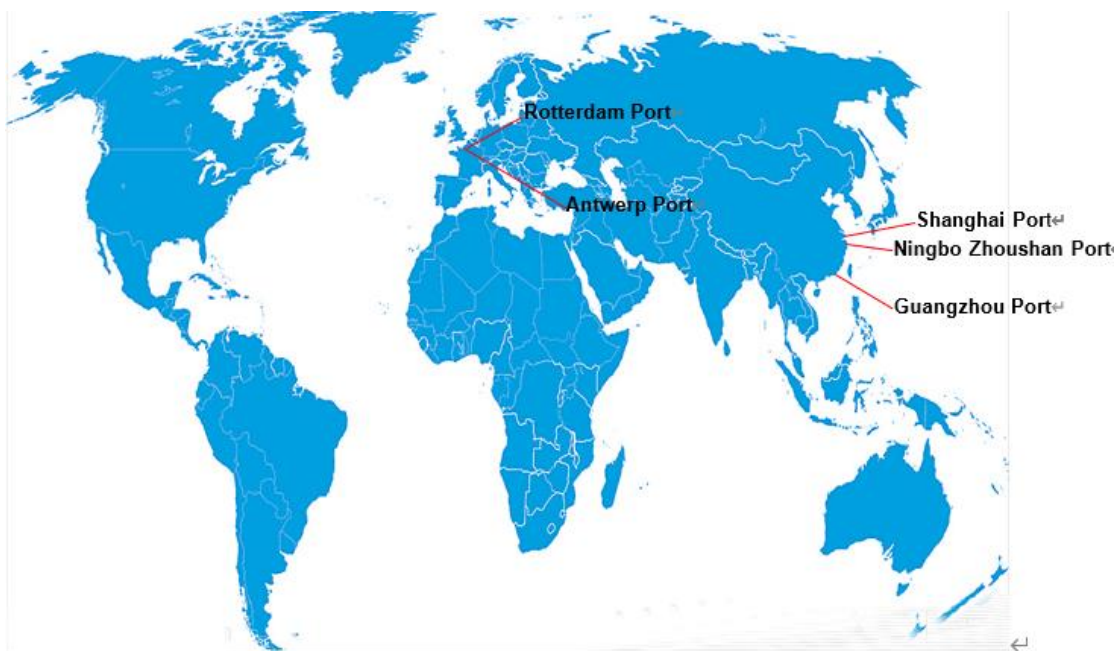 Rotterdam Port
Antwerp Port
Shanghai Port↵
Ningbo Zhoushan Port
Guangzhou Port↵